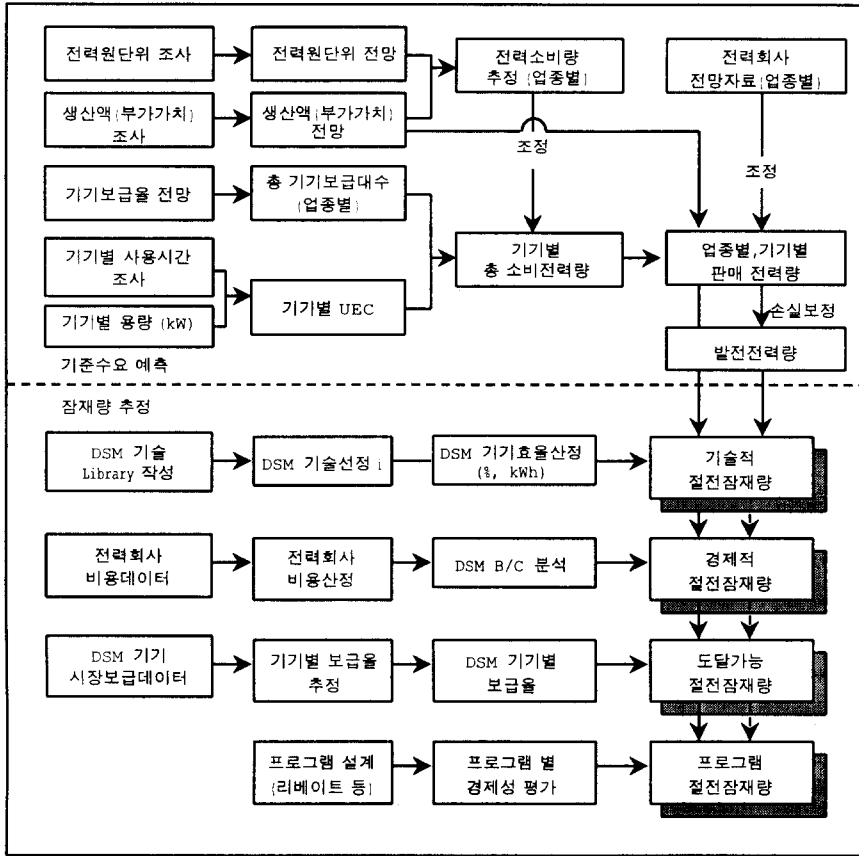 전력원단위 조사
전력원단위 전망
전력소비량
추정 (업종별)
전력회사
전망자료(업종별)
생산액(부가가치)
조사
생산액(부가가치)
전망
조정
조정
기기보급율 전망
총 기기보급대수
(업종별)
기기별 사용시간
조사
기기별
총 소비전력량
업종별,기기별
판매 전력량
기기별 UEC
기기별 용량 (kW)
손실보정
발전전력량
기준수요 예측
잠재량 추정
DSM 기술
Library 작성
DSM 기술선정 i
DSM 기기효율산정
(%, kWh)
기술적
절전잠재량
전력회사
비용데이터
전력회사
비용산정
DSM B/C 분석
경제적
절전잠재량
DSM 기기
시장보급데이터
기기별 보급율
추정
DSM 기기별
보급율
도달가능
절전잠재량
프로그램 설계
(리베이트 등)
프로그램 별
경제성 평가
프로그램
절전잠재량